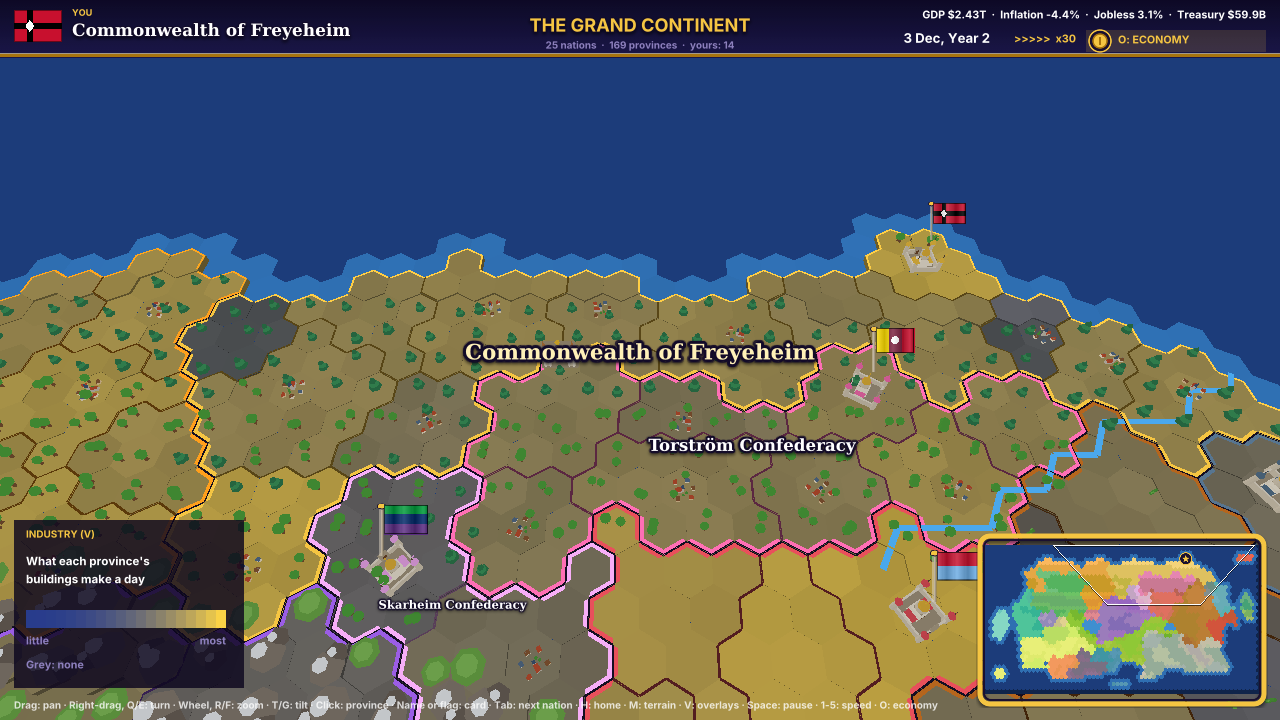 YOU
Commonwealth of Freyeheim
THE GRAND CONTINENT
25 nations · 169 provinces · yours: 14
GDP $2.43T · Inflation -4.4% · Jobless 3.1% · Treasury $59.9B
3 Dec, Year 2
>>>>> x30
O: ECONOMY
Commonwealth of Freyeheim
Torström Confederacy
Skarheim Confederacy
INDUSTRY (V)
What each province's
buildings make a day
little
most
Grey: none
Drag: pan · Right-drag, Q/E: turn · Wheel, R/F: zoom · T/G: tilt / Click: province · Name or flag: card · Tab: next nation · H: home · M: terrain · V: overlays · Space: pause · 1-5: speed · O: economy